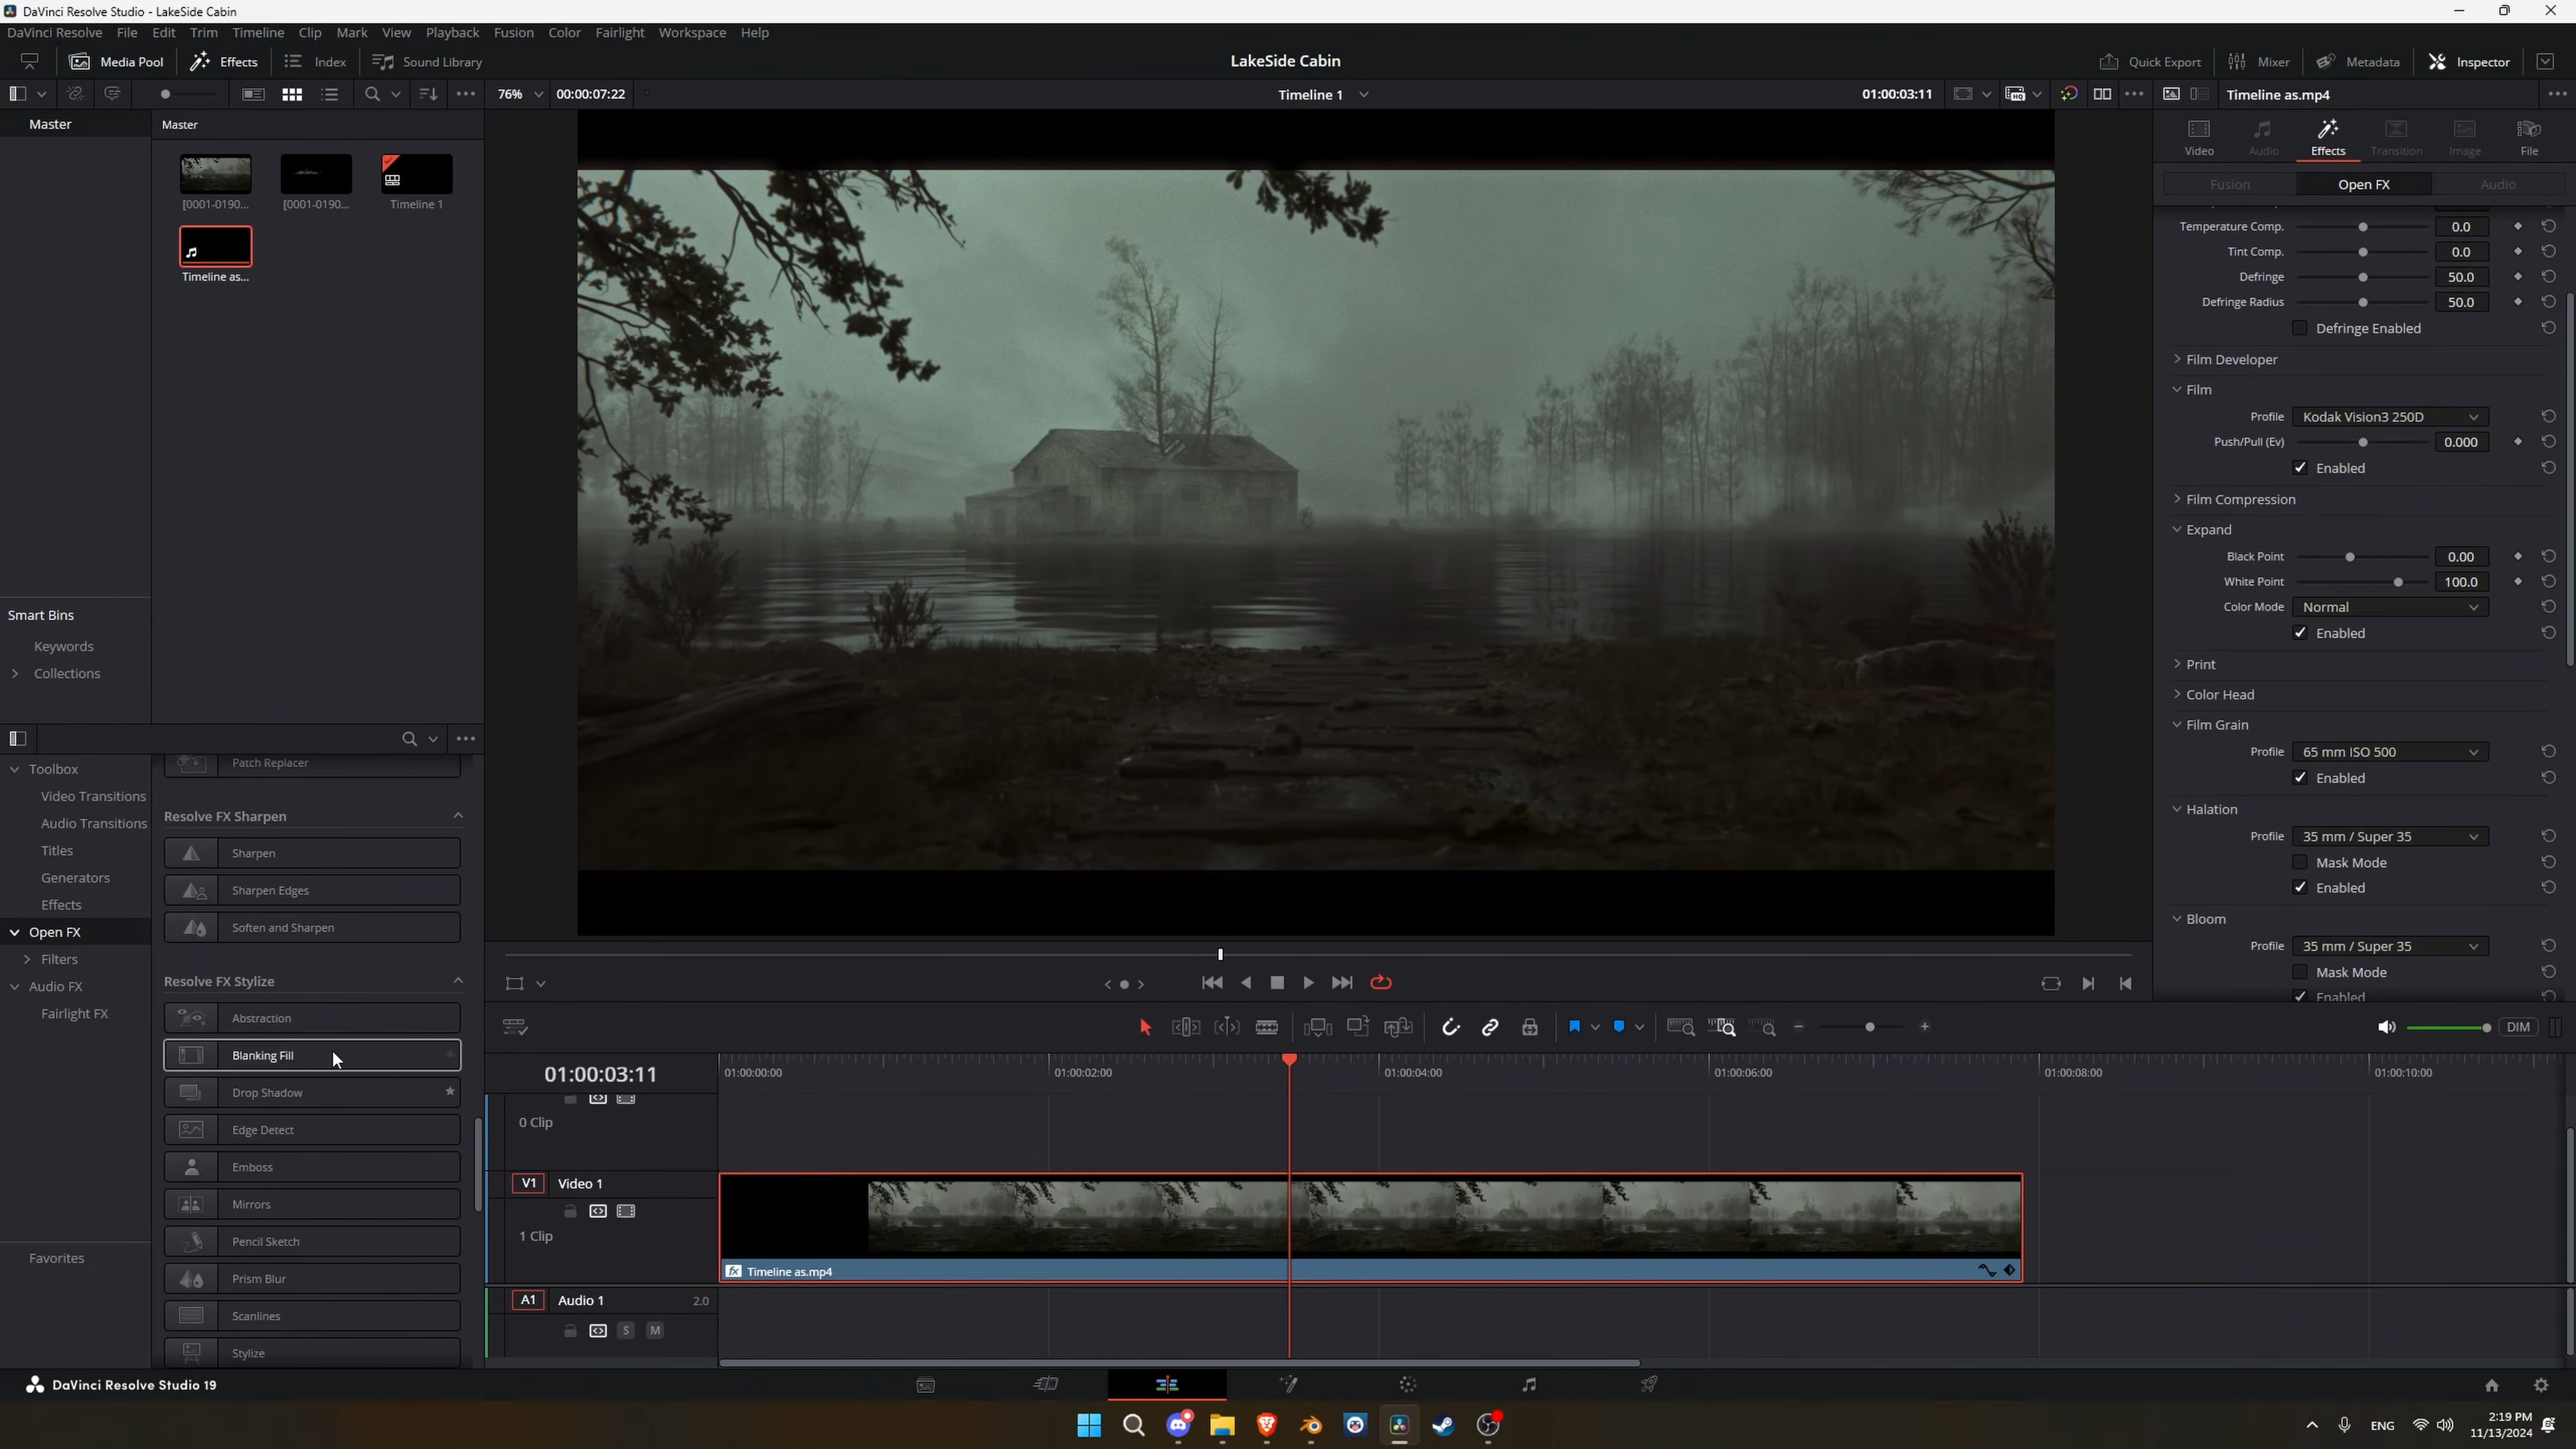 DaVinci Resolve Studio - LakeSide Cabin
DaVinci Resolve File Edit Trim Timeline Clip Mark View Playback Fusion Color Fairlight Workspace Help
Media Pool Effects Index Sound Library LakeSide Cabin Quick Export Mixer Metadata Inspector
76% 00:00:07:22 Timeline 1 01:00:03:11 Timeline as.mp4
Master Master
[0001-0190... [0001-0190... Timeline 1
Timeline as...
Video Audio Effects Transition Image File
Fusion Open FX Audio
Temperature Comp. 0.0
Tint Comp. 0.0
Defringe 50.0
Defringe Radius 50.0
Defringe Enabled
Film Developer
Film
Profile Kodak Vision3 250D
Push/Pull (Ev) 0.000
Enabled
Film Compression
Expand
Black Point 0.00
White Point 100.0
Color Mode Normal
Enabled
Print
Color Head
Film Grain
Profile 65 mm ISO 500
Enabled
Halation
Profile 35 mm / Super 35
Mask Mode
Enabled
Bloom
Profile 35 mm / Super 35
Mask Mode
Enabled
Smart Bins
Keywords
Collections
Toolbox
Video Transitions
Audio Transitions
Titles
Generators
Effects
Open FX
Filters
Audio FX
Fairlight FX
Favorites
Patch Replacer
Resolve FX Sharpen
Sharpen
Sharpen Edges
Soften and Sharpen
Resolve FX Stylize
Abstraction
Blanking Fill
Drop Shadow
Edge Detect
Emboss
Mirrors
Pencil Sketch
Prism Blur
Scanlines
Stylize
DIM
01:00:03:11 01:00:00:00 01:00:02:00 01:00:04:00 01:00:06:00 01:00:08:00 01:00:10:00
0 Clip
V1 Video 1
1 Clip
fx Timeline as.mp4
A1 Audio 1 2.0
S M
DaVinci Resolve Studio 19
ENG 2:19 PM
11/13/2024